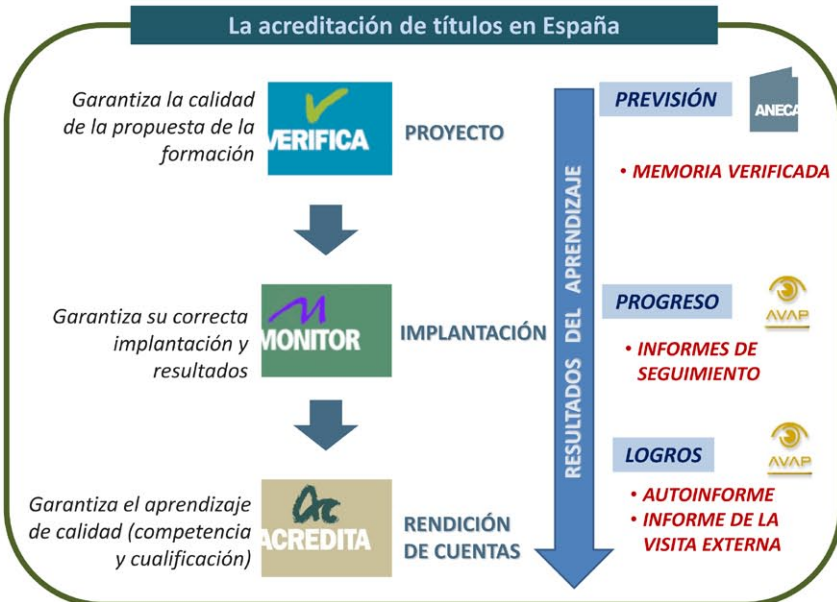 La acreditación de títulos en España
Garantiza la calidad
de la propuesta de la
formación
VERIFICA
PROYECTO
PREVISIÓN
ANECA
• MEMORIA VERIFICADA
Garantiza su correcta
implantación y
resultados
MONITOR
IMPLANTACIÓN
PROGRESO
AVAP
• INFORMES DE
SEGUIMIENTO
RESULTADOS DEL APRENDIZAJE
Garantiza el aprendizaje
de calidad (competencia
y cualificación)
ACREDITA
RENDICIÓN
DE CUENTAS
LOGROS
AVAP
• AUTOINFORME
• INFORME DE LA
VISITA EXTERNA